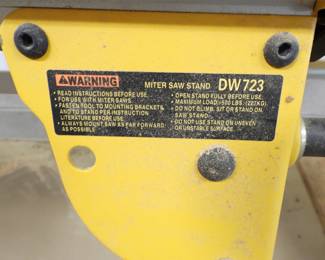 WARNING
MITER SAW STAND DW723
• READ INSTRUCTIONS BEFORE USE.
• FOR USE WITH MITER SAWS.
• FASTEN TOOL TO MOUNTING BRACKETS
AND TO STAND PER INSTRUCTION
LITERATURE BEFORE USE.
• ALWAYS MOUNT SAW AS FAR FORWARD
AS POSSIBLE
• OPEN STAND FULLY BEFORE USE.
• MAXIMUM LOAD: 500 LBS. (227KG)
• DO NOT CLIMB, SIT OR STAND ON
SAW STAND.
• DO NOT USE STAND ON UNEVEN
OR UNSTABLE SURFACE.